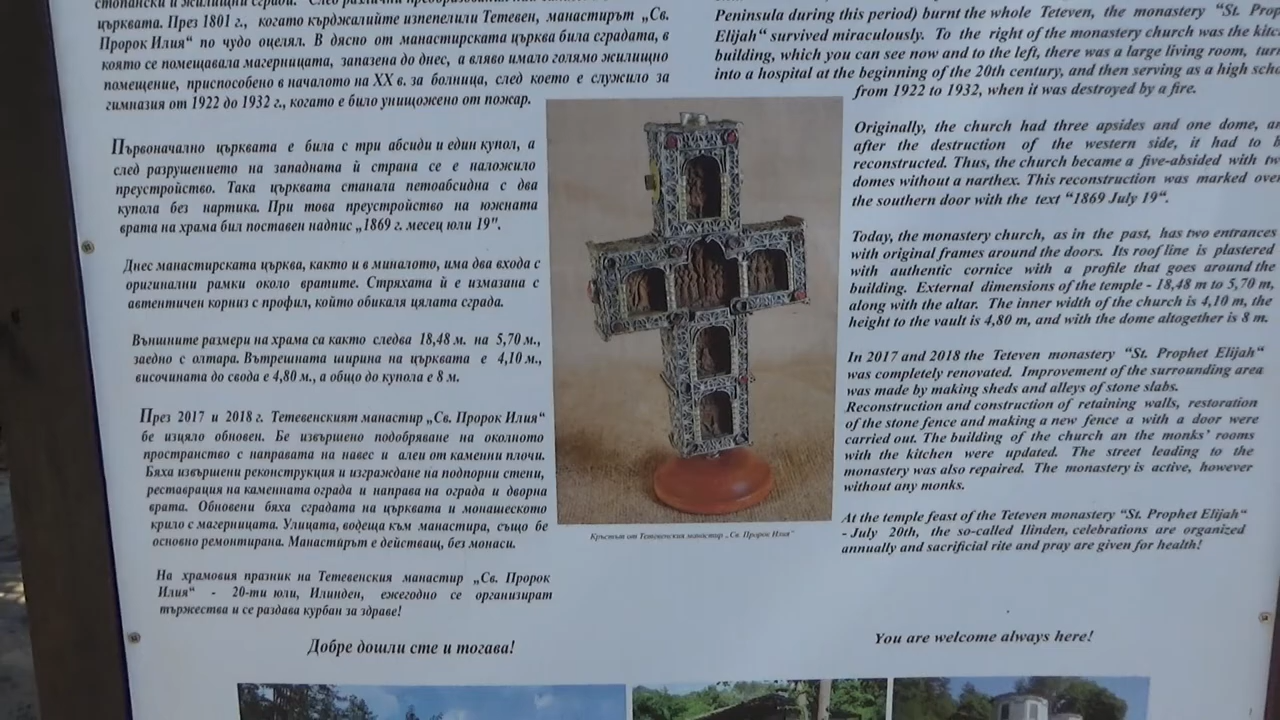 църквата. През 1801 г., когато кърджалийте изпепелили Тетевен, манастирът „Св.
Пророк Илия“ по чудо оцелял. В дясно от манастирската църква била сградата, в
която се помещавала магерницата, запазена до днес, а вляво имало голямо жилищно
помещение, приспособено в началото на XX в. за болница, след което е служило за
гимназия от 1922 до 1932 г., когато е било унищожено от пожар.
Първоначално църквата е била с три абсиди и един купол, а
след разрушението на западната ѝ страна се е наложило
преустройство. Така църквата станала петоабсидна с два
купола без нартика. При това преустройство на южната
врата на храма бил поставен надпис „1869 г. месец юли 19".
Днес манастирската църква, както и в миналото, има два входа с
оригинални рамки около вратите. Стряхата ѝ е измазана с
автентичен корниз с профил, който обикаля цялата сграда.
Външните размери на храма са както следва 18,48 м. на 5,70 м.,
заедно с олтара. Вътрешната ширина на църквата е 4,10 м.,
височината до свода е 4,80 м., а общо до купола е 8 м.
През 2017 и 2018 г. Тетевенският манастир „Св. Пророк Илия“
бе изцяло обновен. Бе извършено подобряване на околното
пространство с направата на навес и алеи от каменни плочи.
Бяха извършени реконструкция и изграждане на подпорни стени,
реставрация на каменната ограда и направа на ограда и дворна
врата. Обновени бяха сградата на църквата и монашеското
крило с магерницата. Улицата, водеща към манастира, също бе
основно ремонтирана. Манастирът е действащ, без монаси.
На храмовия празник на Тетевенския манастир „Св. Пророк
Илия“ - 20-ти юли, Илинден, ежегодно се организират
тържества и се раздава курбан за здраве!
Добре дошли сте и тогава!
Кръстът от Тетевенския манастир „Св. Пророк Илия“
Peninsula during this period) burnt the whole Teteven, the monastery “St. Prop
Elijah“ survived miraculously. To the right of the monastery church was the kitc
building, which you can see now and to the left, there was a large living room, tur
into a hospital at the beginning of the 20th century, and then serving as a high scho
from 1922 to 1932, when it was destroyed by a fire.
Originally, the church had three apsides and one dome, a
after the destruction of the western side, it had to b
reconstructed. Thus, the church became a five-absided with tw
domes without a narthex. This reconstruction was marked over
the southern door with the text “1869 July 19“.
Today, the monastery church, as in the past, has two entrances
with original frames around the doors. Its roof line is plastered
with authentic cornice with a profile that goes around the
building. External dimensions of the temple - 18,48 m to 5,70 m,
along with the altar. The inner width of the church is 4,10 m, the
height to the vault is 4,80 m, and with the dome altogether is 8 m.
In 2017 and 2018 the Teteven monastery “St. Prophet Elijah“
was completely renovated. Improvement of the surrounding area
was made by making sheds and alleys of stone slabs.
Reconstruction and construction of retaining walls, restoration
of the stone fence and making a new fence a with a door were
carried out. The building of the church an the monks’ rooms
with the kitchen were updated. The street leading to the
monastery was also repaired. The monastery is active, however
without any monks.
At the temple feast of the Teteven monastery “St. Prophet Elijah“
- July 20th, the so-called Ilinden, celebrations are organized
annually and sacrificial rite and pray are given for health!
You are welcome always here!